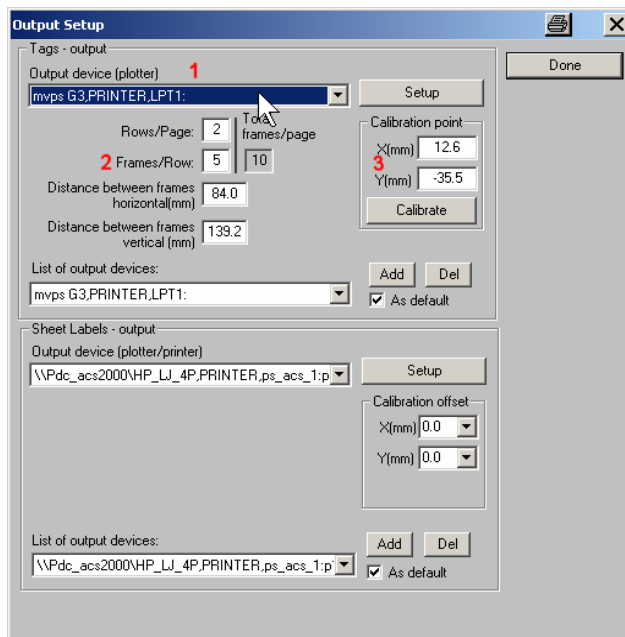 Output Setup
Tags - output
Output device (plotter)
1
mvps G3,PRINTER,LPT1:
Setup
Done
Rows/Page:
2
frames/page
2
Frames/Row:
5
10
Distance between frames
horizontal(mm)
84.0
Distance between frames
vertical (mm)
139.2
Calibration point
X(mm)
12.6
3
Y(mm)
-35.5
Calibrate
List of output devices:
mvps G3,PRINTER,LPT1:
Add
Del
As default
Sheet Labels - output
Output device (plotter/printer)
\\Pdc_acs2000\HP_LJ_4P,PRINTER,ps_acs_1:p
Setup
Calibration offset
X(mm)
0.0
Y(mm)
0.0
List of output devices:
\\Pdc_acs2000\HP_LJ_4P,PRINTER,ps_acs_1:p
Add
Del
As default